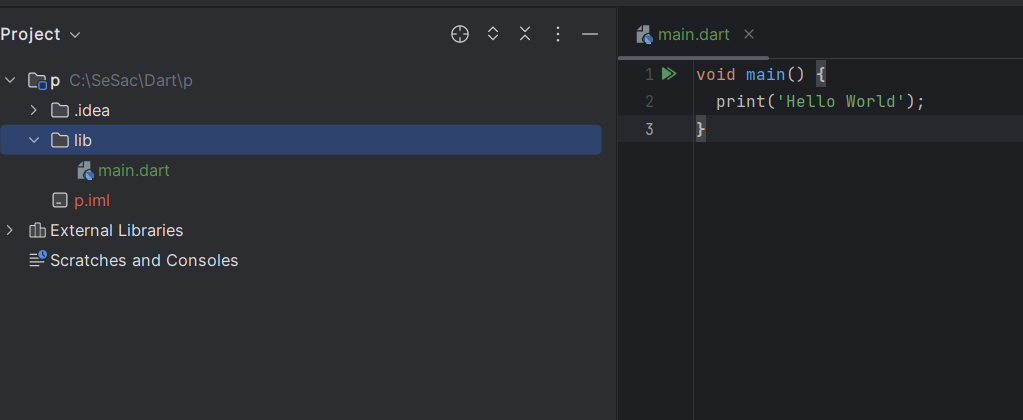 Project
p C:\SeSac\Dart\p
.idea
lib
main.dart
p.iml
External Libraries
Scratches and Consoles
main.dart
1 void main() {
2 print('Hello World');
3 }